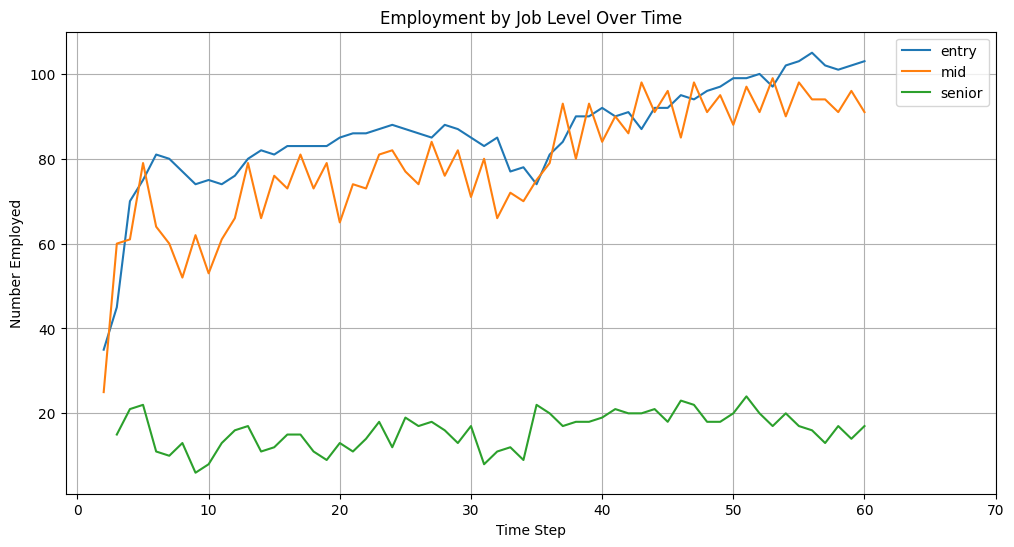 Employment by Job Level Over Time
entry
mid
senior
Number Employed
100
80
60
40
20
0 10 20 30 40 50 60 70
Time Step